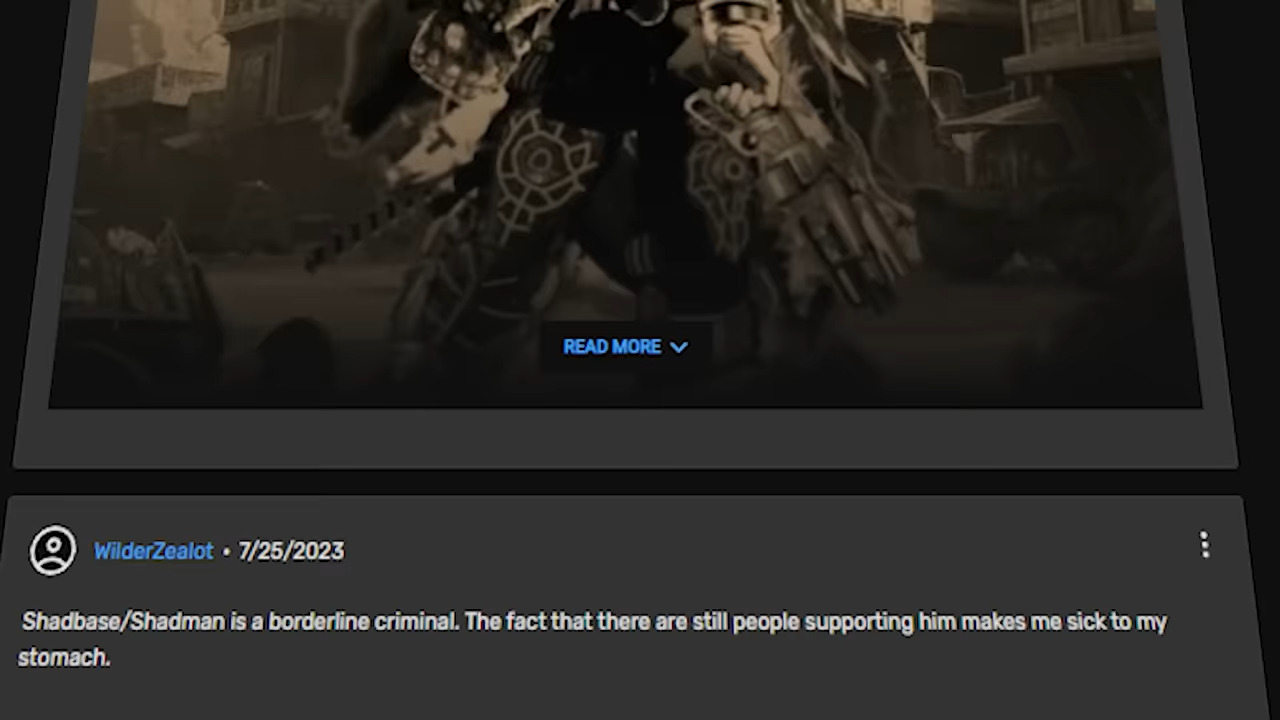 READ MORE
WilderZealot • 7/25/2023
Shadbase/Shadman is a borderline criminal. The fact that there are still people supporting him makes me sick to my
stomach.